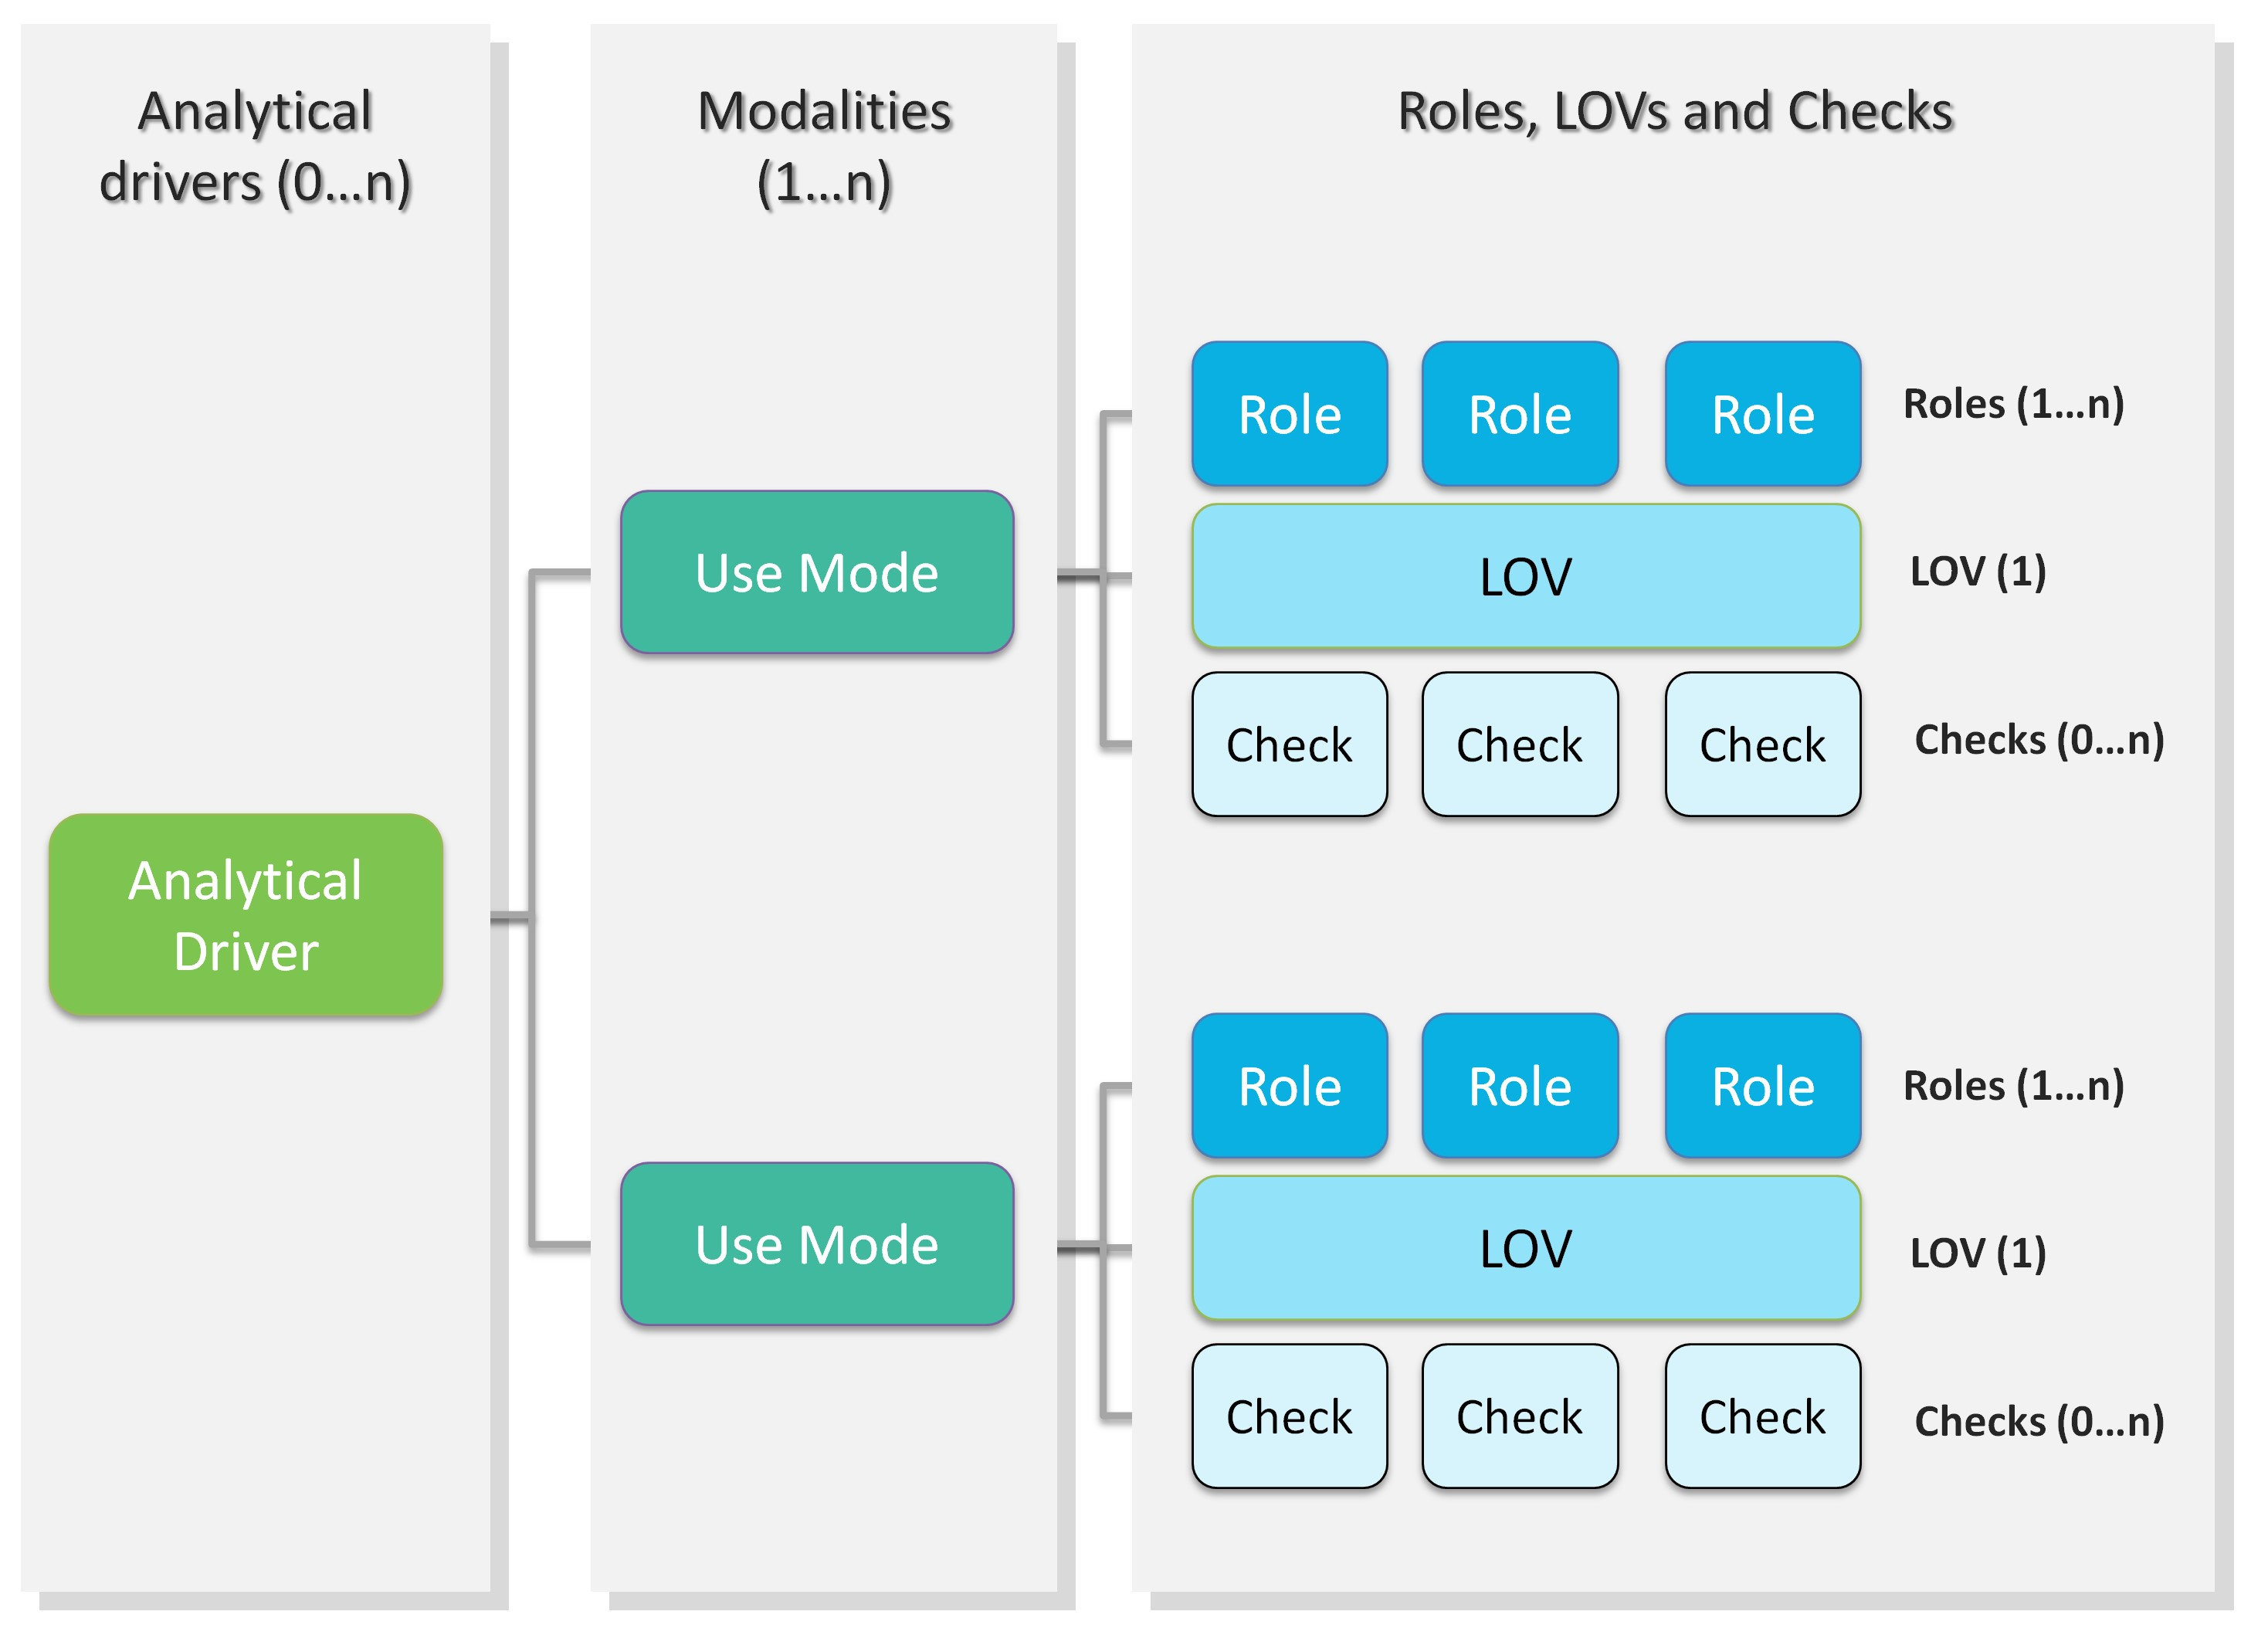 Analytical
drivers (0...n)
Modalities
(1...n)
Roles, LOVs and Checks
Analytical
Driver
Use Mode
Role
Role
Role
Roles (1...n)
LOV
LOV (1)
Check
Check
Check
Checks (0...n)
Use Mode
Role
Role
Role
Roles (1...n)
LOV
LOV (1)
Check
Check
Check
Checks (0...n)